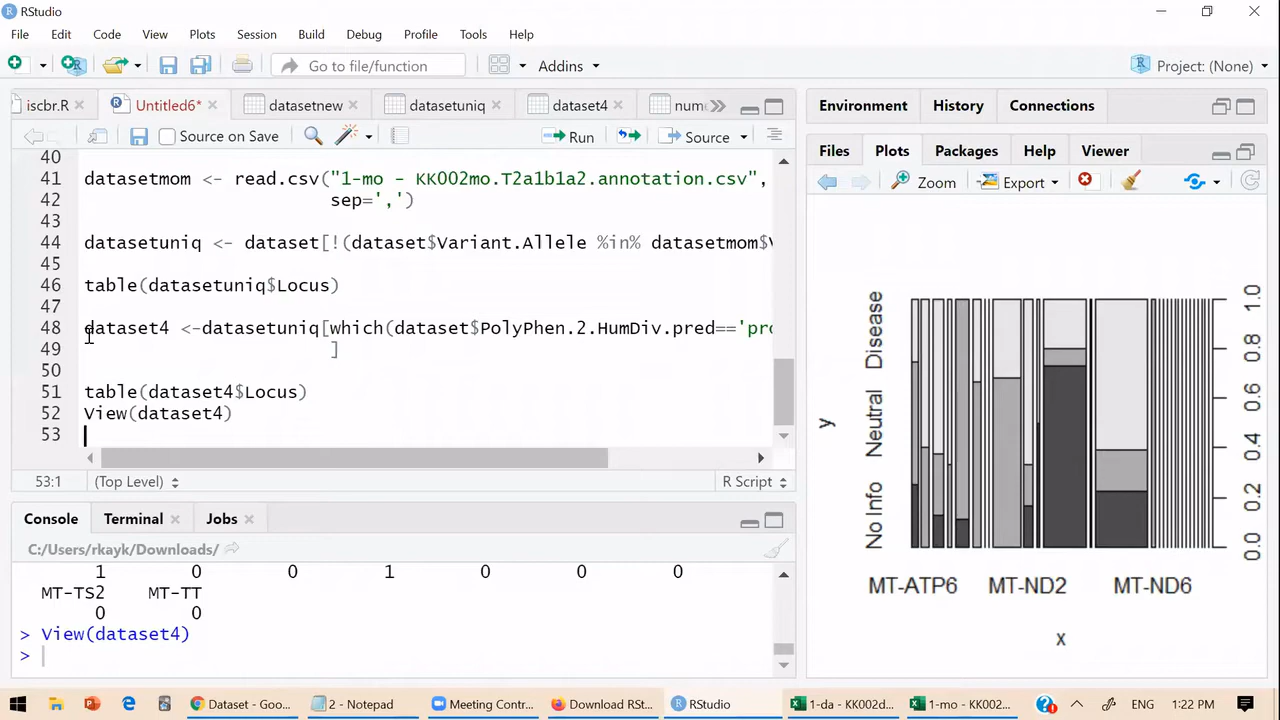 RStudio
File Edit Code View Plots Session Build Debug Profile Tools Help
Go to file/function Addins Project: (None)
iscbr.R Untitled6* datasetnew datasetuniq dataset4 num
Source on Save Run Source
40
41 datasetmom <- read.csv("1-mo - KK002mo.T2a1b1a2.annotation.csv",
42 sep=',')
43
44 datasetuniq <- dataset[!(dataset$Variant.Allele %in% datasetmom$V
45
46 table(datasetuniq$Locus)
47
48 dataset4 <-datasetuniq[which(dataset$PolyPhen.2.HumDiv.pred=='pro
49 ]
50
51 table(dataset4$Locus)
52 View(dataset4)
53
53:1 (Top Level) R Script
Console Terminal Jobs
C:/Users/rkayk/Downloads/
1 0 0 1 0 0 0
MT-TS2 MT-TT
0 0
> View(dataset4)
>
Environment History Connections
Files Plots Packages Help Viewer
Zoom Export
y
No Info Neutral Disease
0.0 0.2 0.4 0.6 0.8 1.0
MT-ATP6 MT-ND2 MT-ND6
x
Dataset - Goo... 2 - Notepad Meeting Contr... Download RSt... RStudio 1-da - KK002d... 1-mo - KK002... ENG 1:22 PM